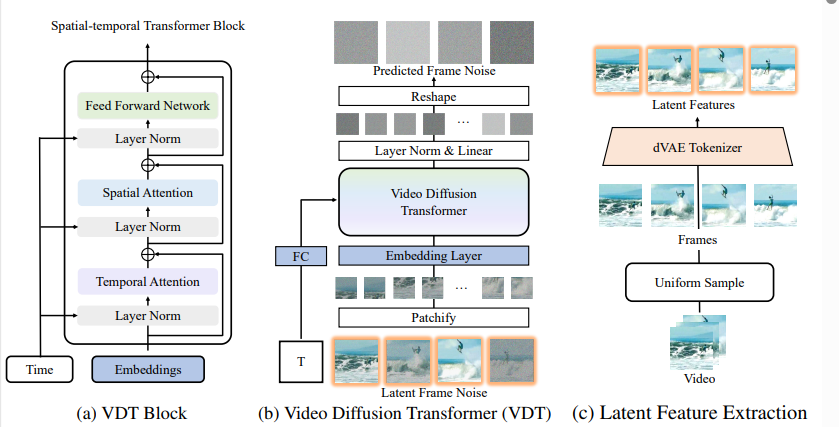 Spatial-temporal Transformer Block
Feed Forward Network
Layer Norm
Spatial Attention
Layer Norm
Temporal Attention
Layer Norm
Time
Embeddings
(a) VDT Block
Predicted Frame Noise
Reshape
...
Layer Norm & Linear
Video Diffusion
Transformer
FC
Embedding Layer
...
Patchify
T
Latent Frame Noise
(b) Video Diffusion Transformer (VDT)
Latent Features
dVAE Tokenizer
Frames
Uniform Sample
Video
(c) Latent Feature Extraction